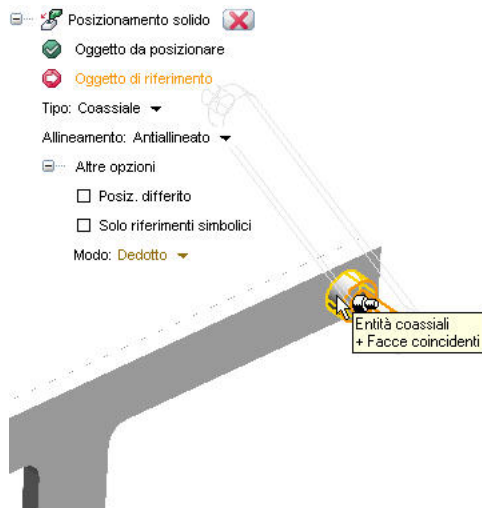 Posizionamento solido
Oggetto da posizionare
Oggetto di riferimento
Tipo: Coassiale
Allineamento: Antiallineato
Altre opzioni
Posiz. differito
Solo riferimenti simbolici
Modo: Dedotto
Entità coassiali
+ Facce coincidenti